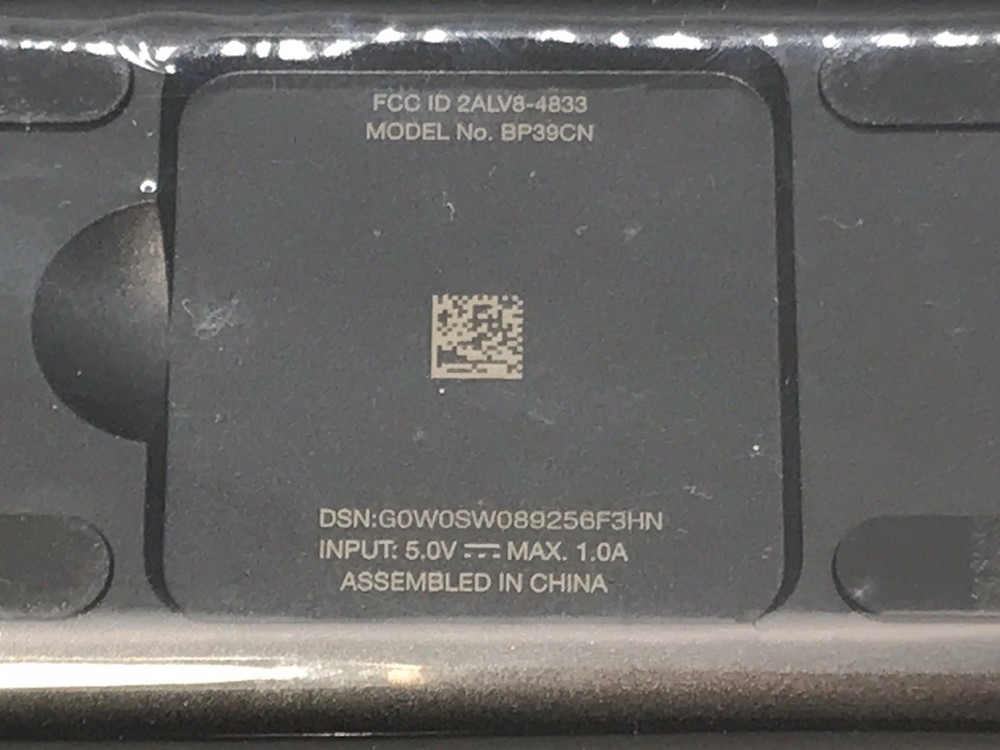 FCC ID 2ALV8-4833
MODEL No. BP39CN
DSN:G0W0SW089256F3HN
INPUT: 5.0V ⎓ MAX. 1.0A
ASSEMBLED IN CHINA